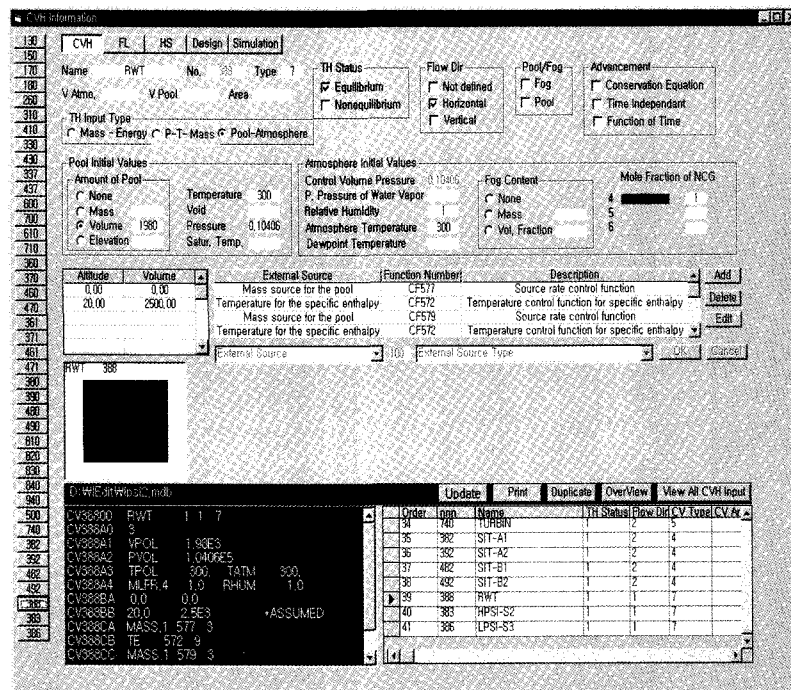 CVH Information
130
150
170
180
260
310
410
330
430
337
437
600
700
610
710
360
370
460
470
361
371
461
471
380
390
480
490
810
820
830
840
940
500
740
382
392
482
492
388
383
386
CVH FL HS Design Simulation
Name RWT No. 388 Type 7
V Atmo, V Pool Area
TH Input Type
Mass - Energy P-T- Mass Pool-Atmosphere
TH Status
Equilibrium
Nonequilibrium
Flow Dir
Not defined
Horizontal
Vertical
Pool/Fog
Fog
Pool
Advancement
Conservation Equation
Time Independant
Function of Time
Pool Initial Values
Amount of Pool
None
Mass
Volume 1980
Elevation
Temperature 300
Void
Pressure 0,10406
Satur, Temp,
Atmosphere Initial Values
Control Volume Pressure 0,10406
P, Pressure of Water Vapor
Relative Humidity 1
Atmosphere Temperature 300
Dewpoint Temperature
Fog Content
None
Mass
Vol, Fraction
Mole Fraction of NCG
4 1
5
6
Altitude Volume
0,00 0,00
20,00 2500,00
External Source Function Number Description
Mass source for the pool CF577 Source rate control function
Temperature for the specific enthalpy CF572 Temperature control function for specific enthalpy
Mass source for the pool CF579 Source rate control function
Temperature for the specific enthalpy CF572 Temperature control function for specific enthalpy
Add
Delete
Edit
External Source 100 External Source Type OK Cancel
RWT 388
Update Print Duplicate OverView View All CVH Input
CV38800 RWT 1 1 7
CV388A0 3
CV388A1 VPOL 1,98E3
CV388A2 PVOL 1,0406E5
CV388A3 TPOL 300, TATM 300,
CV388A4 MLFR,4 1,0 RHUM 1,0
CV388BA 0,0 0,0
CV388BB 20,0 2,5E3 *ASSUMED
CV388CA MASS,1 577 3
CV388CB TE 572 9
CV388CC MASS,1 579 3
Order nnn Name TH Status Flow Dir CV Type CV Ar
34 740 TURBIN 1 2 5
35 382 SIT-A1 1 2 4
36 392 SIT-A2 1 2 4
37 482 SIT-B1 1 2 4
38 492 SIT-B2 1 2 4
39 388 RWT 1 1 7
40 383 HPSI-S2 1 1 7
41 386 LPSI-S3 1 1 7